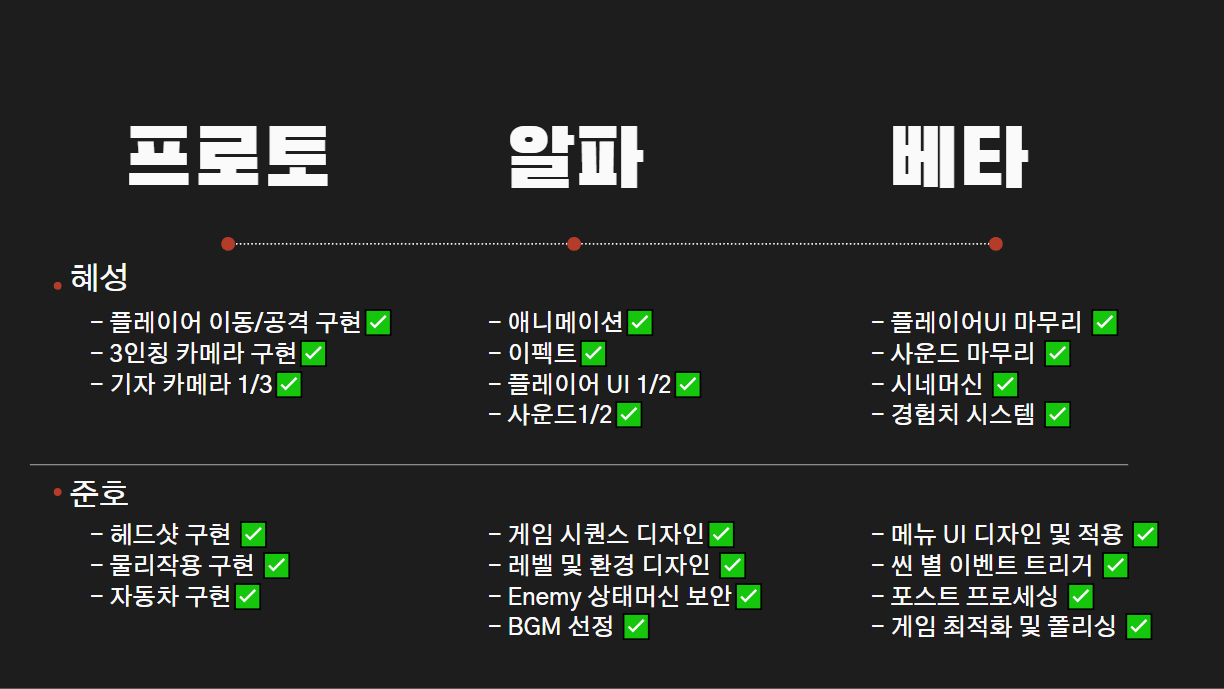 프로토
알파
베타
• 혜성
- 플레이어 이동/공격 구현 ✅
- 3인칭 카메라 구현 ✅
- 기자 카메라 1/3 ✅
- 애니메이션 ✅
- 이펙트 ✅
- 플레이어 UI 1/2 ✅
- 사운드1/2 ✅
- 플레이어UI 마무리 ✅
- 사운드 마무리 ✅
- 시네머신 ✅
- 경험치 시스템 ✅
• 준호
- 헤드샷 구현 ✅
- 물리작용 구현 ✅
- 자동차 구현 ✅
- 게임 시퀀스 디자인 ✅
- 레벨 및 환경 디자인 ✅
- Enemy 상태머신 보안 ✅
- BGM 선정 ✅
- 메뉴 UI 디자인 및 적용 ✅
- 씬 별 이벤트 트리거 ✅
- 포스트 프로세싱 ✅
- 게임 최적화 및 폴리싱 ✅